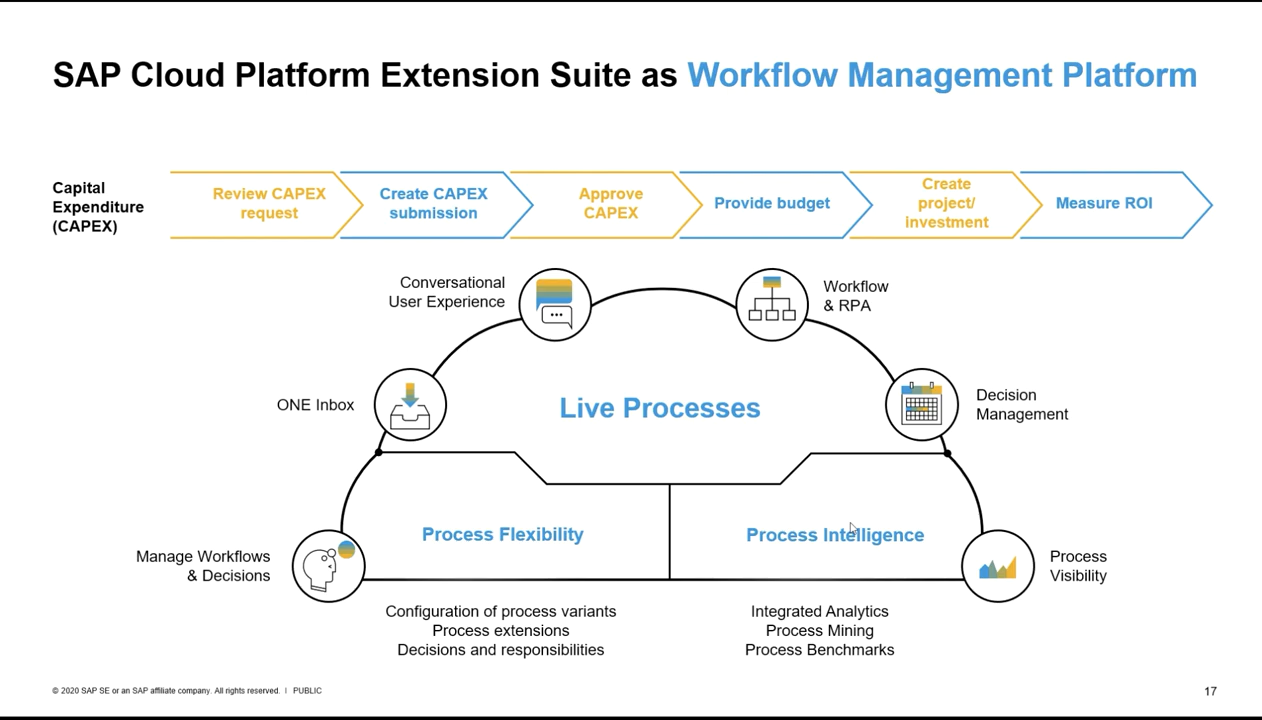 SAP Cloud Platform Extension Suite as Workflow Management Platform
Capital
Expenditure
(CAPEX)
Review CAPEX
request
Create CAPEX
submission
Approve
CAPEX
Provide budget
Create
project/
investment
Measure ROI
Conversational
User Experience
Workflow
& RPA
ONE Inbox
Live Processes
Decision
Management
Process Flexibility
Process Intelligence
Manage Workflows
& Decisions
Process
Visibility
Configuration of process variants
Process extensions
Decisions and responsibilities
Integrated Analytics
Process Mining
Process Benchmarks
© 2020 SAP SE or an SAP affiliate company. All rights reserved. | PUBLIC
17